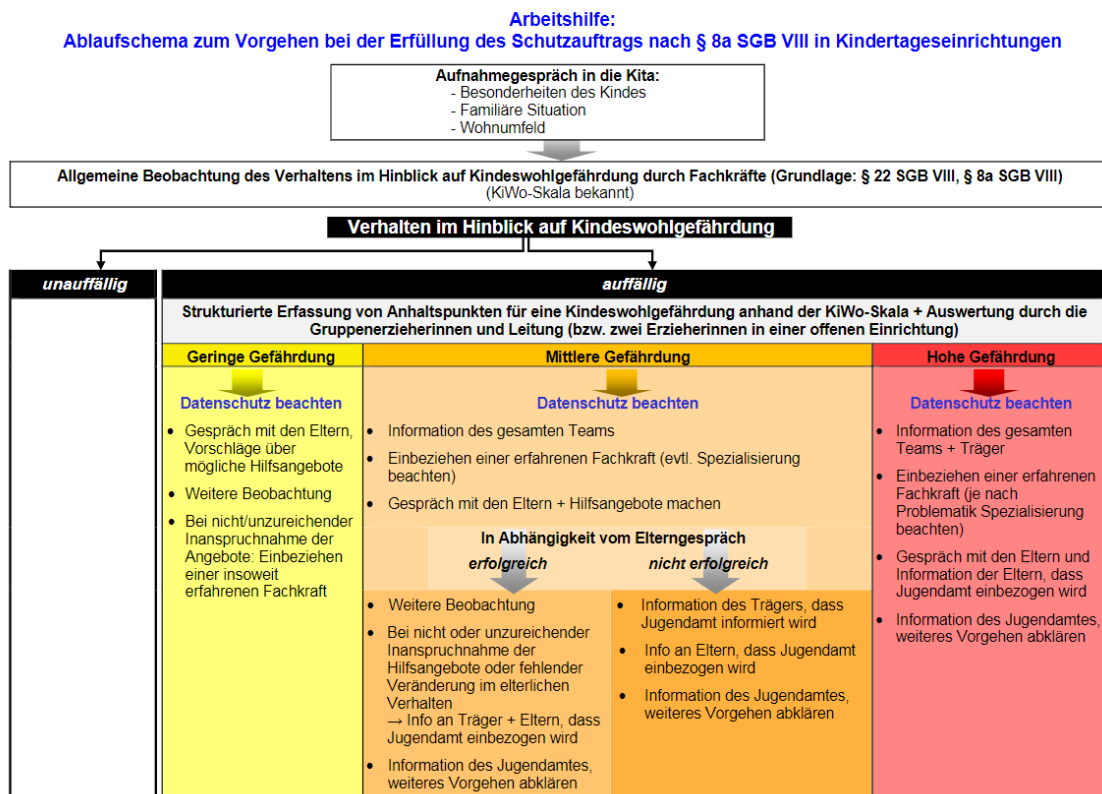 Arbeitshilfe:
Ablaufschema zum Vorgehen bei der Erfüllung des Schutzauftrags nach § 8a SGB VIII in Kindertageseinrichtungen
Aufnahmegespräch in die Kita:
- Besonderheiten des Kindes
- Familiäre Situation
- Wohnumfeld
Allgemeine Beobachtung des Verhaltens im Hinblick auf Kindeswohlgefährdung durch Fachkräfte (Grundlage: § 22 SGB VIII, § 8a SGB VIII)
(KiWo-Skala bekannt)
Verhalten im Hinblick auf Kindeswohlgefährdung
unauffällig
auffällig
Strukturierte Erfassung von Anhaltspunkten für eine Kindeswohlgefährdung anhand der KiWo-Skala + Auswertung durch die
Gruppenerzieherinnen und Leitung (bzw. zwei Erzieherinnen in einer offenen Einrichtung)
Geringe Gefährdung
Datenschutz beachten
• Gespräch mit den Eltern,
Vorschläge über
mögliche Hilfsangebote
• Weitere Beobachtung
• Bei nicht/unzureichender
Inanspruchnahme der
Angebote: Einbeziehen
einer insoweit
erfahrenen Fachkraft
Mittlere Gefährdung
Datenschutz beachten
• Information des gesamten Teams
• Einbeziehen einer erfahrenen Fachkraft (evtl. Spezialisierung
beachten)
• Gespräch mit den Eltern + Hilfsangebote machen
In Abhängigkeit vom Elterngespräch
erfolgreich
nicht erfolgreich
• Weitere Beobachtung
• Bei nicht oder unzureichender
Inanspruchnahme der
Hilfsangebote oder fehlender
Veränderung im elterlichen
Verhalten
→ Info an Träger + Eltern, dass
Jugendamt einbezogen wird
• Information des Jugendamtes,
weiteres Vorgehen abklären
• Information des Trägers, dass
Jugendamt informiert wird
• Info an Eltern, dass Jugendamt
einbezogen wird
• Information des Jugendamtes,
weiteres Vorgehen abklären
Hohe Gefährdung
Datenschutz beachten
• Information des gesamten
Teams + Träger
• Einbeziehen einer erfahrenen
Fachkraft (je nach
Problematik Spezialisierung
beachten)
• Gespräch mit den Eltern und
Information der Eltern, dass
Jugendamt einbezogen wird
• Information des Jugendamtes,
weiteres Vorgehen abklären